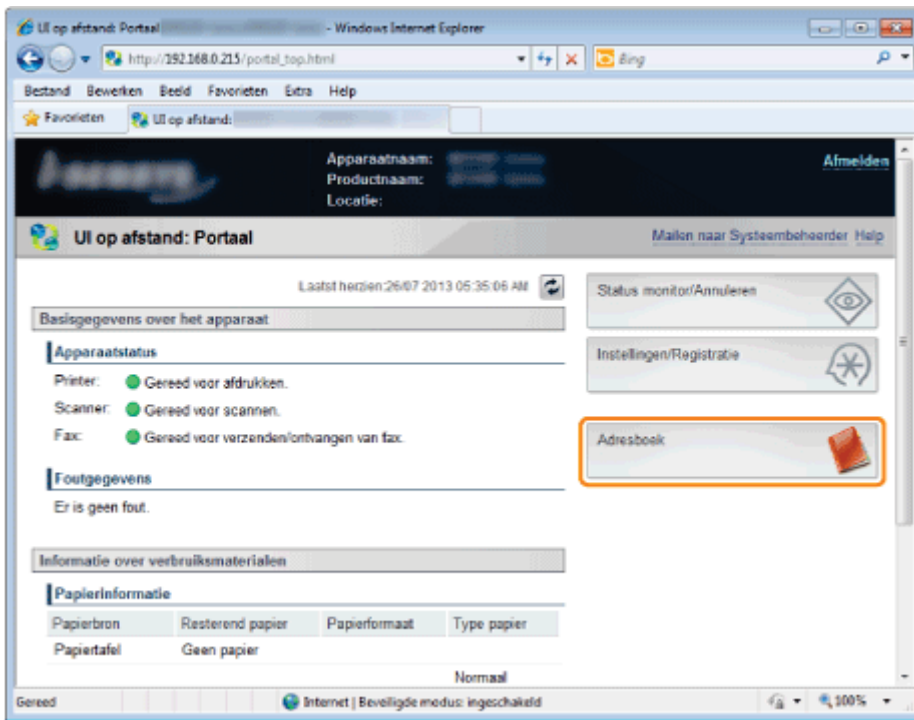 UI op afstand: Portaal - Windows Internet Explorer
http://192.168.0.215/portal_top.html
Bing
Bestand Bewerken Beeld Favorieten Extra Help
Favorieten UI op afstand:
Apparaatnaam:
Productnaam:
Locatie:
Afmelden
UI op afstand: Portaal
Mailen naar Systeembeheerder Help
Laatst herzien:26/07 2013 05:35:06 AM
Basisgegevens over het apparaat
Apparaatstatus
Printer: Gereed voor afdrukken.
Scanner: Gereed voor scannen.
Fax: Gereed voor verzenden/ontvangen van fax.
Foutgegevens
Er is geen fout.
Informatie over verbruiksmaterialen
Papierinformatie
Papierbron Resterend papier Papierformaat Type papier
Papiertafel Geen papier
Normaal
Status monitor/Annuleren
Instellingen/Registratie
Adresboek
Gereed Internet | Beveiligde modus: ingeschakeld 100%